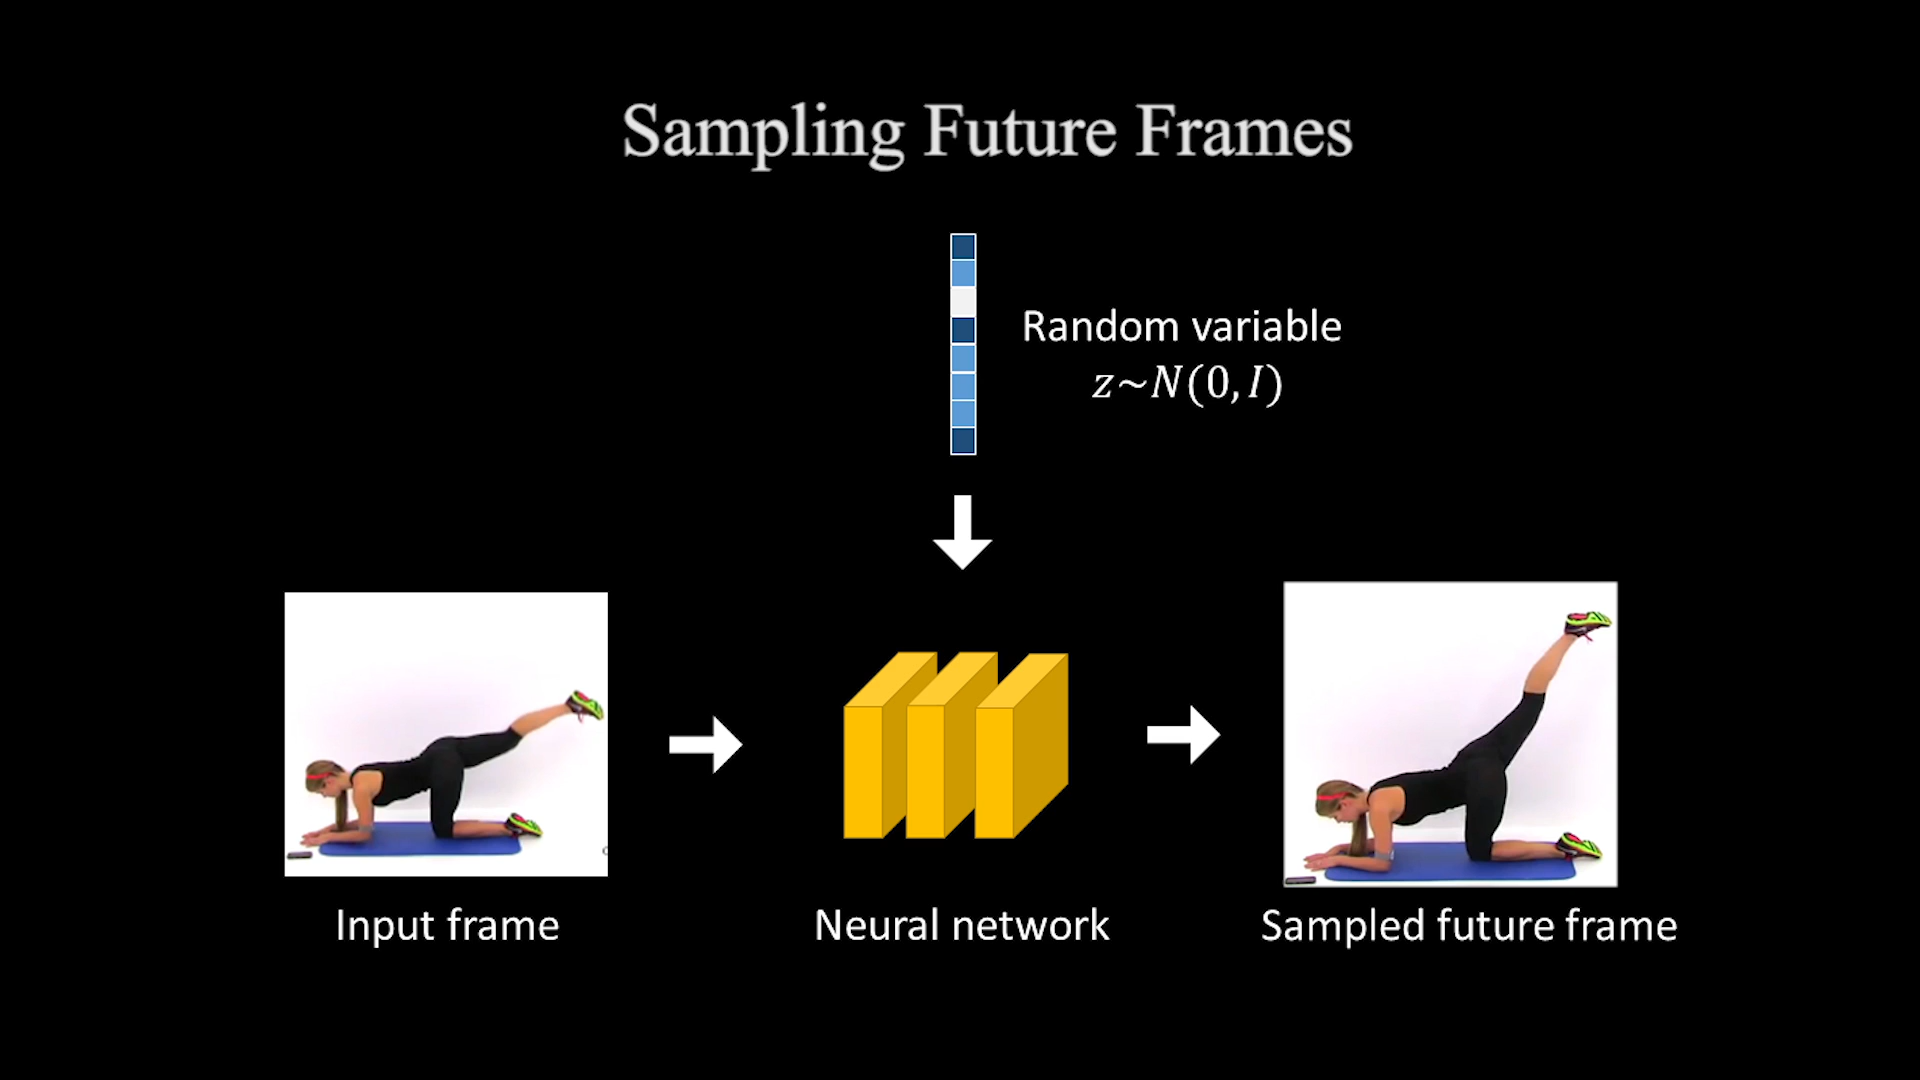 Sampling Future Frames
Random variable
z~N(0,I)
Input frame
Neural network
Sampled future frame